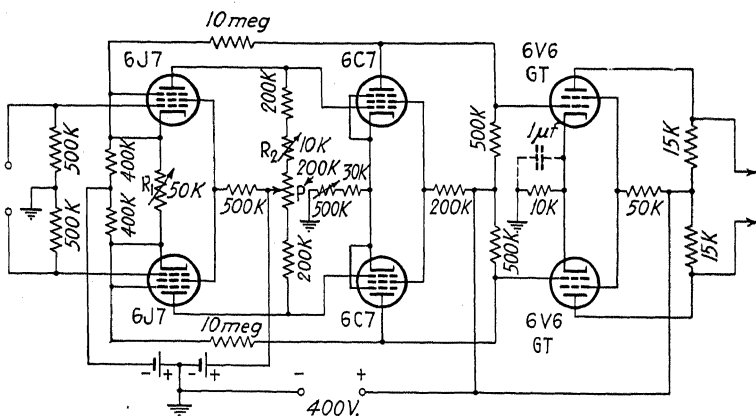 10 meg
6J7
6C7
6V6
GT
200K
500K
1µf
15K
400K
R2
10K
200K
R1
50K
P
30K
500K
500K
500K
200K
10K
50K
400K
500K
200K
500K
15K
6J7
6C7
6V6
GT
10 meg
- + - +
- +
400V.